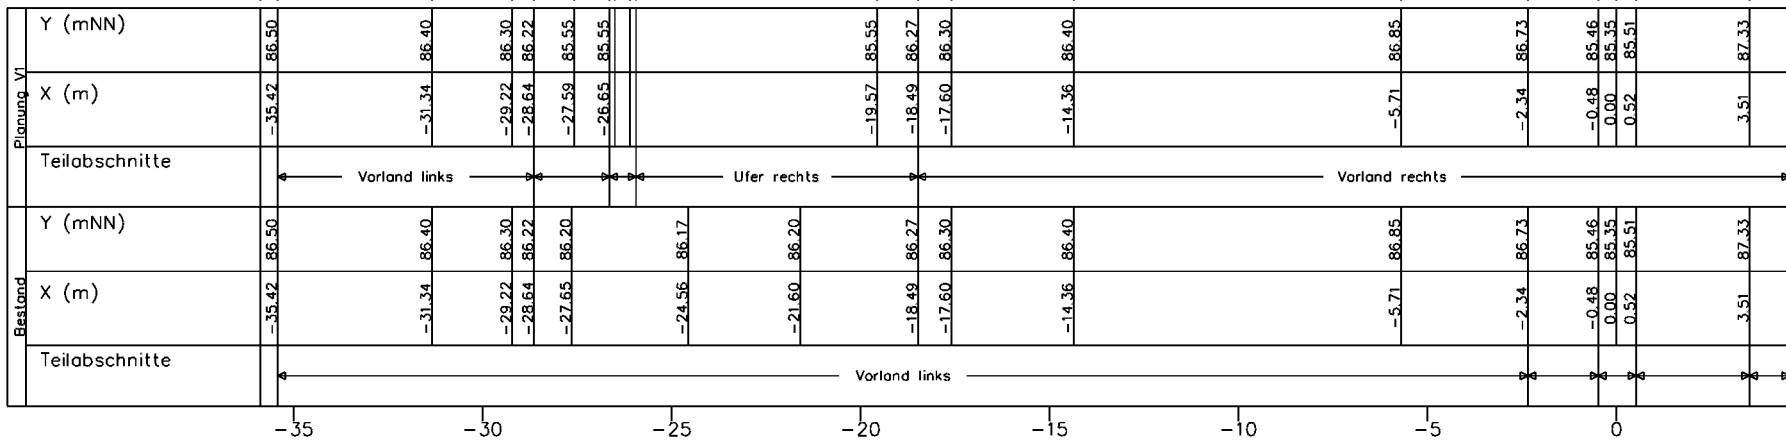 Planung V1
Y (mNN) 86.50 86.40 86.30 86.22 85.55 85.55 85.55 86.27 86.30 86.40 86.85 86.73 85.46 85.35 85.51 87.33
X (m) -35.42 -31.34 -29.22 -28.64 -27.59 -26.65 -19.57 -18.49 -17.60 -14.36 -5.71 -2.34 -0.48 0.00 0.52 3.51
Teilabschnitte Vorland links Ufer rechts Vorland rechts
Bestand
Y (mNN) 86.50 86.40 86.30 86.22 86.20 86.17 86.20 86.27 86.30 86.40 86.85 86.73 85.46 85.35 85.51 87.33
X (m) -35.42 -31.34 -29.22 -28.64 -27.65 -24.56 -21.60 -18.49 -17.60 -14.36 -5.71 -2.34 -0.48 0.00 0.52 3.51
Teilabschnitte Vorland links
-35 -30 -25 -20 -15 -10 -5 0